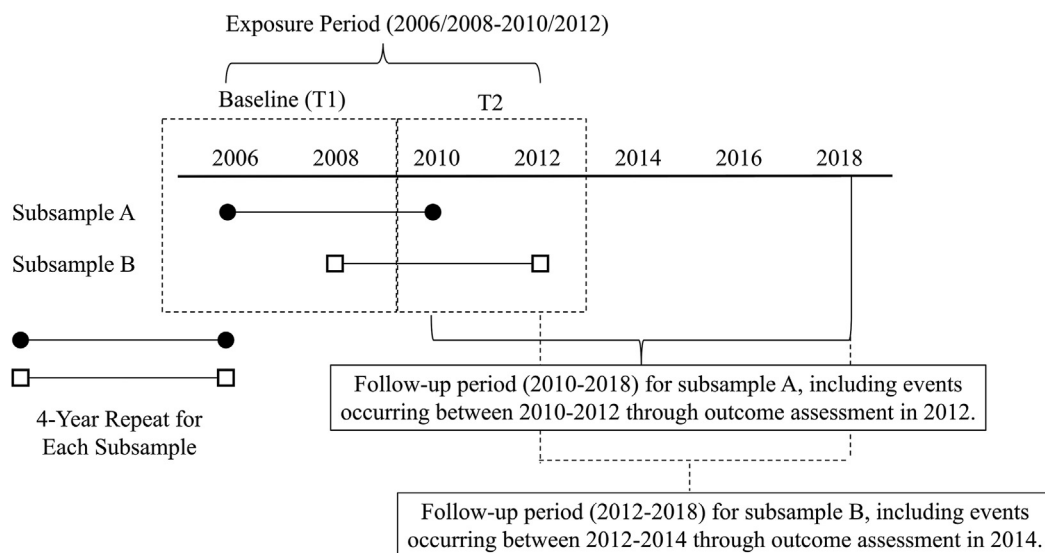 Exposure Period (2006/2008-2010/2012)
Baseline (T1)
T2
2006 2008 2010 2012 2014 2016 2018
Subsample A
Subsample B
4-Year Repeat for
Each Subsample
Follow-up period (2010-2018) for subsample A, including events
occurring between 2010-2012 through outcome assessment in 2012.
Follow-up period (2012-2018) for subsample B, including events
occurring between 2012-2014 through outcome assessment in 2014.